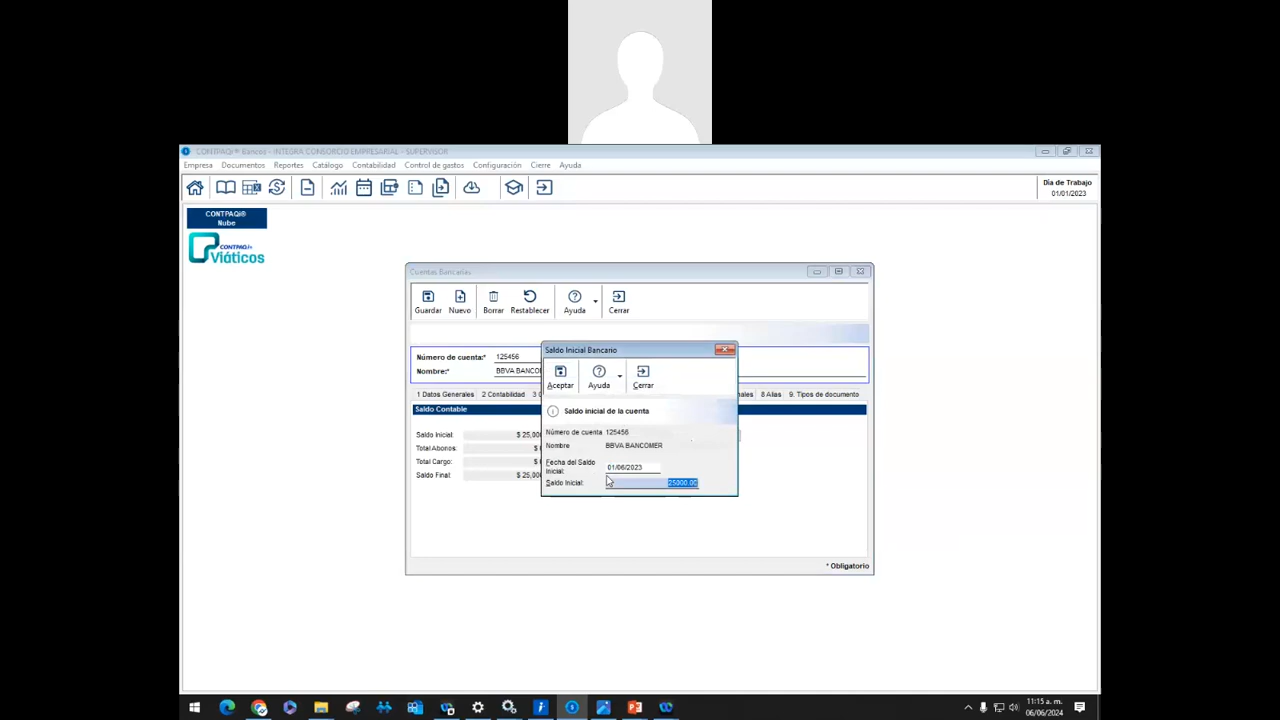 CONTPAQi® Bancos - INTEGRA CONSORCIO EMPRESARIAL - SUPERVISOR
Empresa Documentos Reportes Catálogo Contabilidad Control de gastos Configuración Cierre Ayuda
Día de Trabajo
01/01/2023
CONTPAQi®
Nube
CONTPAQi®
Viáticos
Cuentas Bancarias
Guardar Nuevo Borrar Restablecer Ayuda Cerrar
Número de cuenta:* 125456
Nombre:* BBVA BANCO
1 Datos Generales 2 Contabilidad 8 Alias 9. Tipos de documento
Saldo Contable
Saldo Inicial: $ 25,00
Total Abonos: $
Total Cargo: $
Saldo Final: $ 25,00
* Obligatorio
Saldo Inicial Bancario
Aceptar Ayuda Cerrar
Saldo inicial de la cuenta
Número de cuenta 125456
Nombre BBVA BANCOMER
Fecha del Saldo
Inicial: 01/06/2023
Saldo Inicial: 25000.00
11:15 a. m.
06/06/2024